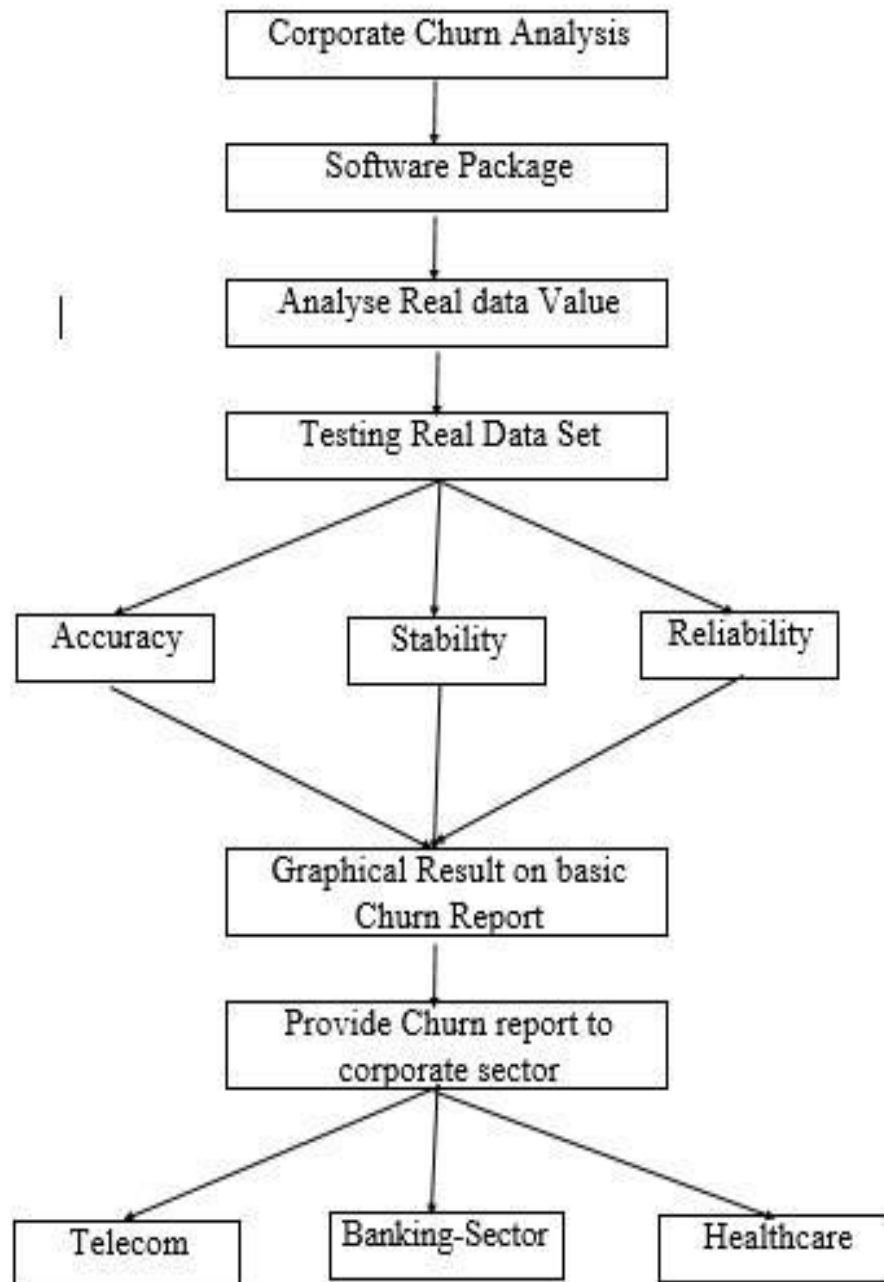 Corporate Churn Analysis
Software Package
Analyse Real data Value
Testing Real Data Set
Accuracy
Stability
Reliability
Graphical Result on basic
Churn Report
Provide Churn report to
corporate sector
Telecom
Banking-Sector
Healthcare